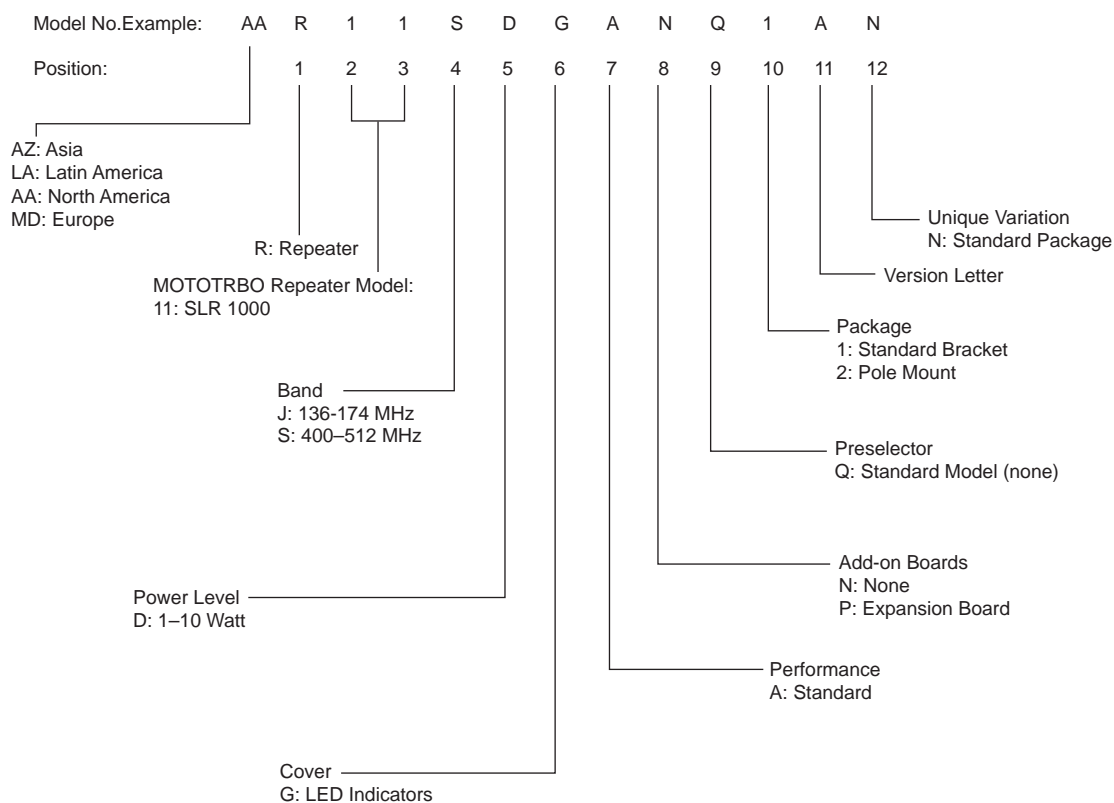 Model No.Example: AA R 1 1 S D G A N Q 1 A N
Position: 1 2 3 4 5 6 7 8 9 10 11 12
AZ: Asia
LA: Latin America
AA: North America
MD: Europe
Unique Variation
N: Standard Package
R: Repeater
Version Letter
MOTOTRBO Repeater Model:
11: SLR 1000
Package
1: Standard Bracket
2: Pole Mount
Band
J: 136-174 MHz
S: 400–512 MHz
Preselector
Q: Standard Model (none)
Add-on Boards
N: None
P: Expansion Board
Power Level
D: 1–10 Watt
Performance
A: Standard
Cover
G: LED Indicators